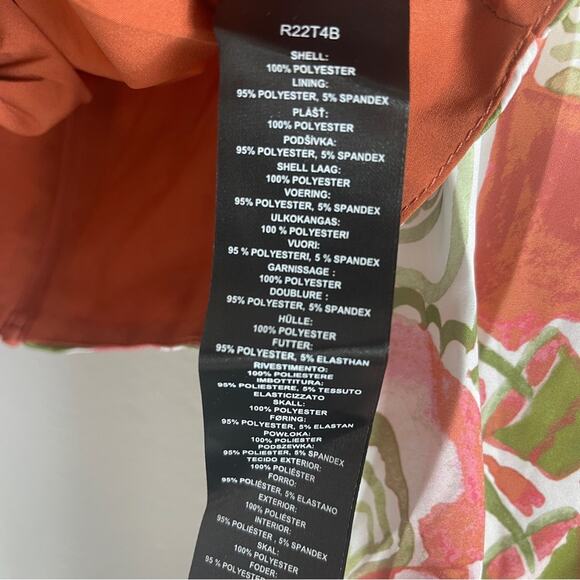 R22T4B
SHELL:
100% POLYESTER
LINING:
95% POLYESTER, 5% SPANDEX
PLÁŠŤ:
100% POLYESTER
PODŠÍVKA:
95% POLYESTER, 5% SPANDEX
SHELL LAAG:
100% POLYESTER
VOERING:
95% POLYESTER, 5% SPANDEX
ULKOKANGAS:
100 % POLYESTERI
VUORI:
95 % POLYESTERI, 5 % SPANDEX
GARNISSAGE :
100 % POLYESTER
DOUBLURE :
95% POLYESTER, 5% SPANDEX
HÜLLE:
100% POLYESTER
FUTTER:
95% POLYESTER, 5% ELASTHAN
RIVESTIMENTO:
100% POLIESTERE
IMBOTTITURA:
95% POLIESTERE, 5% TESSUTO
ELASTICIZZATO
SKALL:
100% POLYESTER
FØRING:
95% POLYESTER, 5% ELASTAN
POWŁOKA:
100% POLYESTER
PODSZEWKA:
95% POLYESTER, 5% SPANDEX
TECIDO EXTERIOR:
100% POLIÉSTER
FORRO:
95% POLIÉSTER, 5% ELASTANO
EXTERIOR:
100% POLIÉSTER
INTERIOR:
95% POLIÉSTER , 5% SPANDEX
SKAL:
100% POLYESTER
FODER:
95 % POLYESTER, 5 % ELASTAN